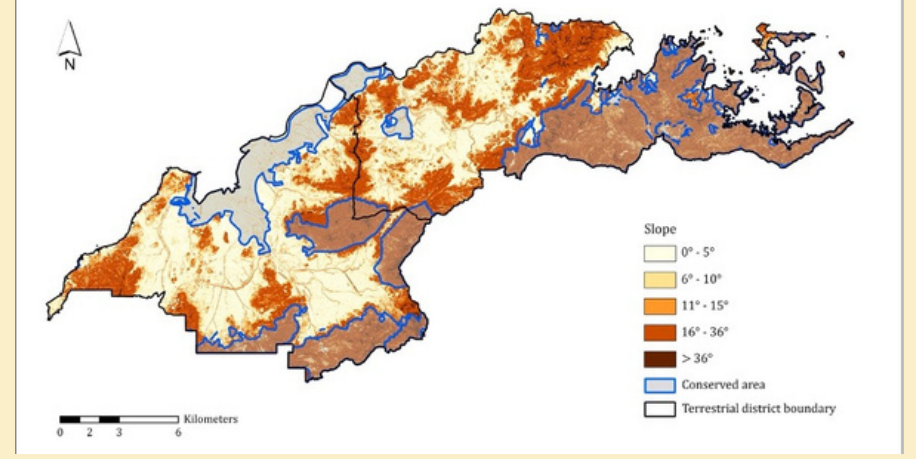 N
Slope
0° - 5°
6° - 10°
11° - 15°
16° - 36°
> 36°
Conserved area
Terrestrial district boundary
Kilometers
0 2 3 6